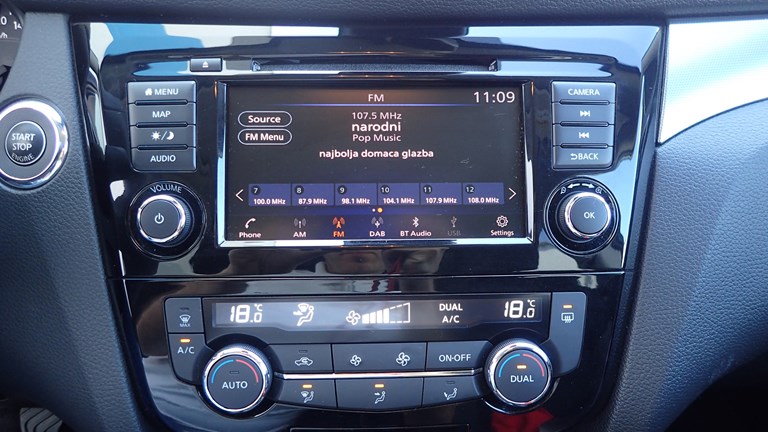 FM 11:09
MENU
MAP
AUDIO
Source
FM Menu
107.5 MHz
narodni
Pop Music
najbolja domaca glazba
CAMERA
BACK
START
STOP
ENGINE
VOLUME
7 8 9 10 11 12
100.0 MHz 87.9 MHz 98.1 MHz 104.1 MHz 107.9 MHz 108.0 MHz
Phone AM FM DAB BT Audio USB Settings
OK
18.0 °C
DUAL
A/C
18.0 °C
MAX
A/C
ON·OFF
AUTO
DUAL